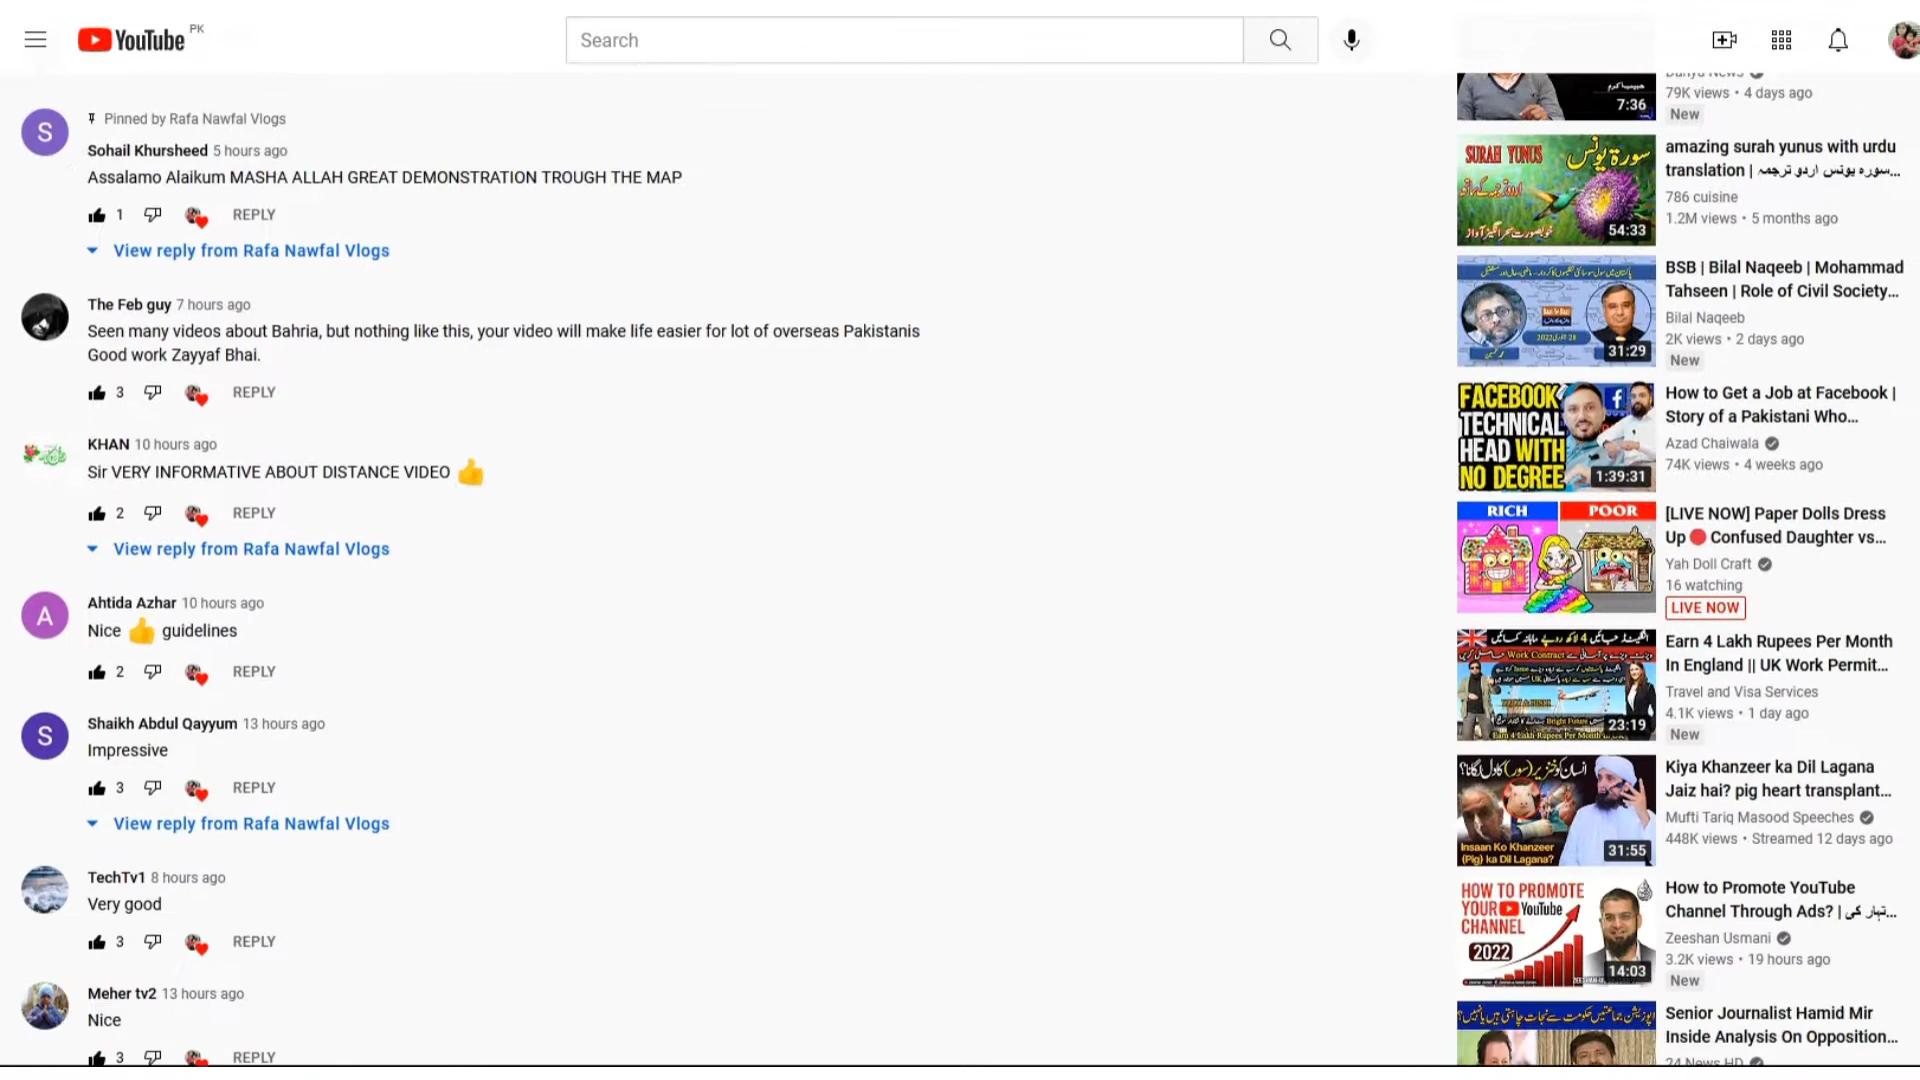 YouTube PK
Search
Pinned by Rafa Nawfal Vlogs
Sohail Khursheed 5 hours ago
Assalamo Alaikum MASHA ALLAH GREAT DEMONSTRATION TROUGH THE MAP
1 REPLY
View reply from Rafa Nawfal Vlogs
The Feb guy 7 hours ago
Seen many videos about Bahria, but nothing like this, your video will make life easier for lot of overseas Pakistanis
Good work Zayyaf Bhai.
3 REPLY
KHAN 10 hours ago
Sir VERY INFORMATIVE ABOUT DISTANCE VIDEO 👍
2 REPLY
View reply from Rafa Nawfal Vlogs
A
Ahtida Azhar 10 hours ago
Nice 👍 guidelines
2 REPLY
S
Shaikh Abdul Qayyum 13 hours ago
Impressive
3 REPLY
View reply from Rafa Nawfal Vlogs
TechTv1 8 hours ago
Very good
3 REPLY
Meher tv2 13 hours ago
Nice
3 REPLY
7:36
79K views • 4 days ago
New
SURAH YUNUS
سورۃ یونس
54:33
amazing surah yunus with urdu
translation | سورہ یونس اردو ترجمہ...
786 cuisine
1.2M views • 5 months ago
31:29
BSB | Bilal Naqeeb | Mohammad
Tahseen | Role of Civil Society...
Bilal Naqeeb
2K views • 2 days ago
New
FACEBOOK
TECHNICAL
HEAD WITH
NO DEGREE
1:39:31
How to Get a Job at Facebook |
Story of a Pakistani Who...
Azad Chaiwala
74K views • 4 weeks ago
RICH POOR
[LIVE NOW] Paper Dolls Dress
Up 🔴 Confused Daughter vs...
Yah Doll Craft
16 watching
LIVE NOW
Work Contract
23:19
Earn 4 Lakh Rupees Per Month
In England || UK Work Permit...
Travel and Visa Services
4.1K views • 1 day ago
New
Insaan Ko Khanzeer
(Pig) ka Dil Lagana?
31:55
Kiya Khanzeer ka Dil Lagana
Jaiz hai? pig heart transplant...
Mufti Tariq Masood Speeches
448K views • Streamed 12 days ago
HOW TO PROMOTE
YOUR YouTube
CHANNEL
2022
14:03
How to Promote YouTube
Channel Through Ads? | تہار کی...
Zeeshan Usmani
3.2K views • 19 hours ago
New
Senior Journalist Hamid Mir
Inside Analysis On Opposition...
24 News HD